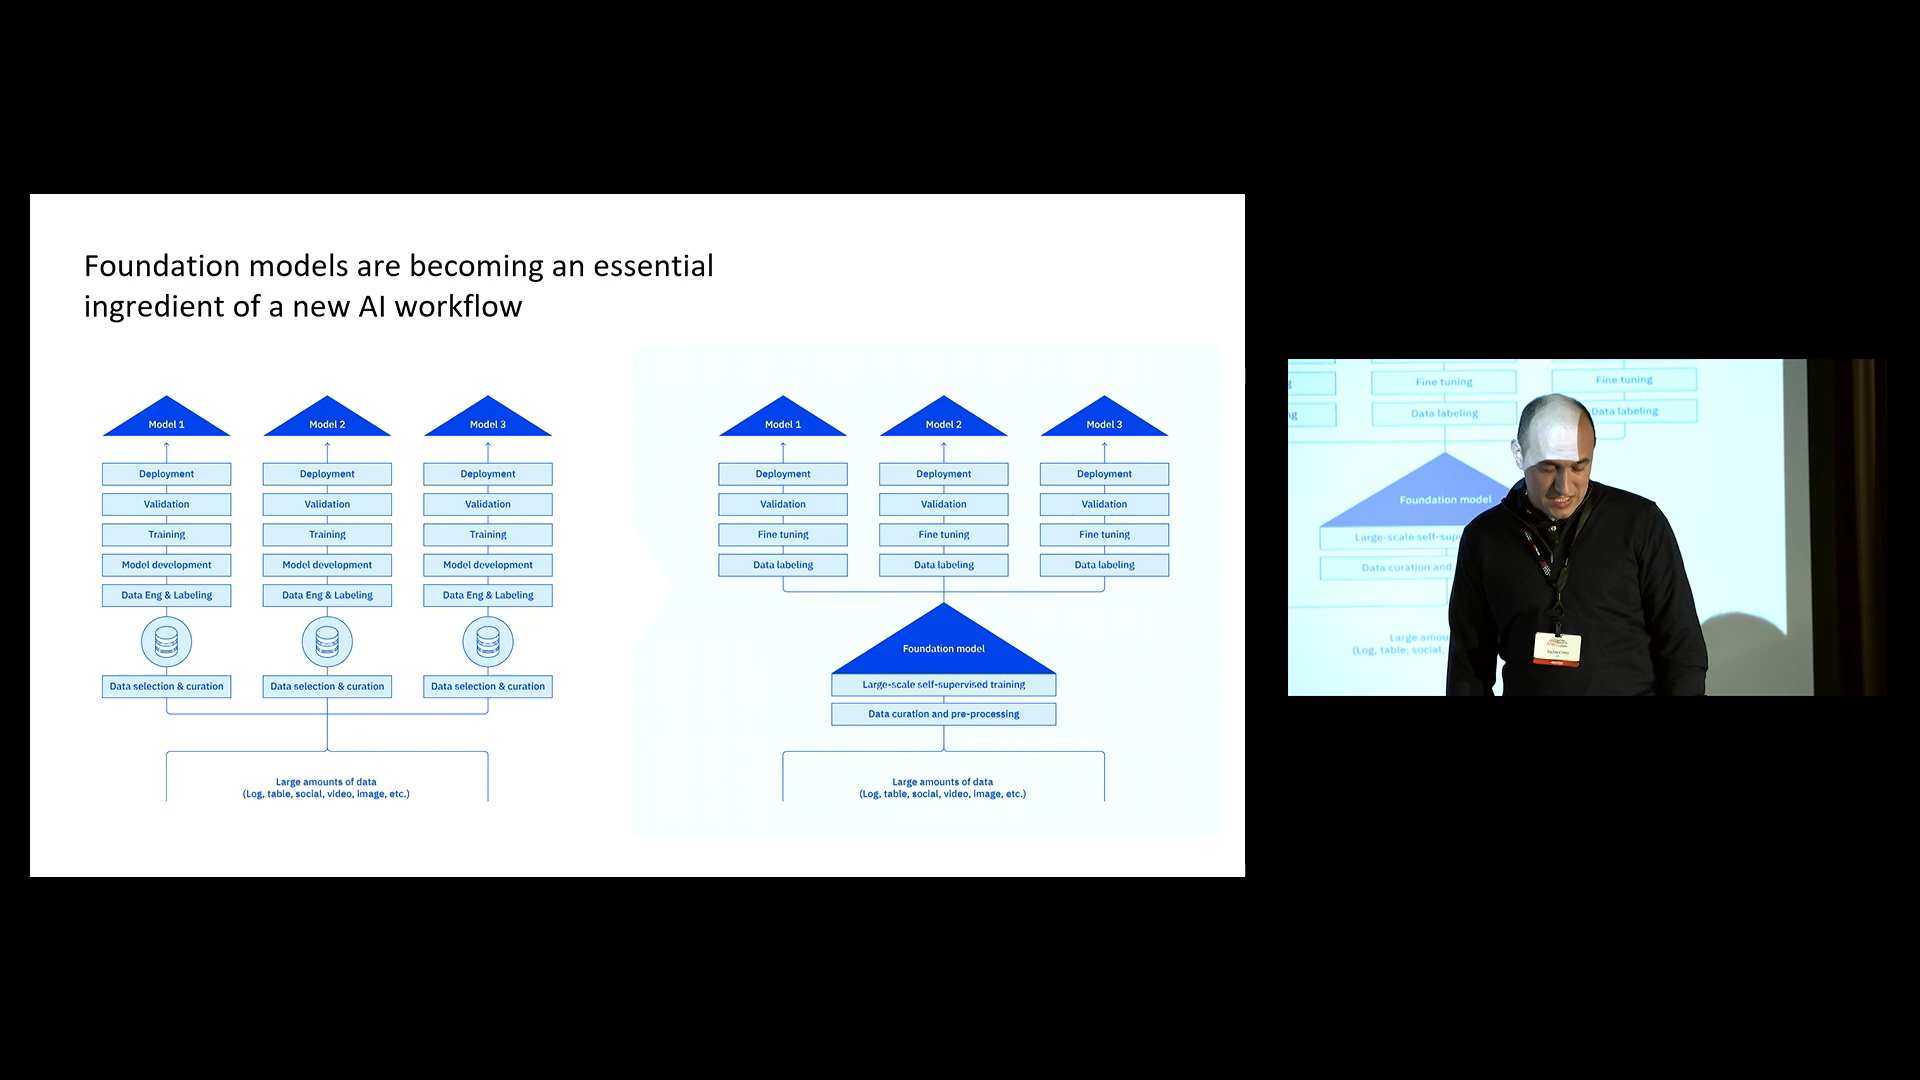 Foundation models are becoming an essential
ingredient of a new AI workflow
Model 1
Deployment
Validation
Training
Model development
Data Eng & Labeling
Data selection & curation
Model 2
Deployment
Validation
Training
Model development
Data Eng & Labeling
Data selection & curation
Model 3
Deployment
Validation
Training
Model development
Data Eng & Labeling
Data selection & curation
Large amounts of data
(Log, table, social, video, image, etc.)
Model 1
Deployment
Validation
Fine tuning
Data labeling
Model 2
Deployment
Validation
Fine tuning
Data labeling
Model 3
Deployment
Validation
Fine tuning
Data labeling
Foundation model
Large-scale self-supervised training
Data curation and pre-processing
Large amounts of data
(Log, table, social, video, image, etc.)
Fine tuning
Fine tuning
Data labeling
Data labeling
Foundation model
Large-scale
Data curation and
Large
(Log, table, social,